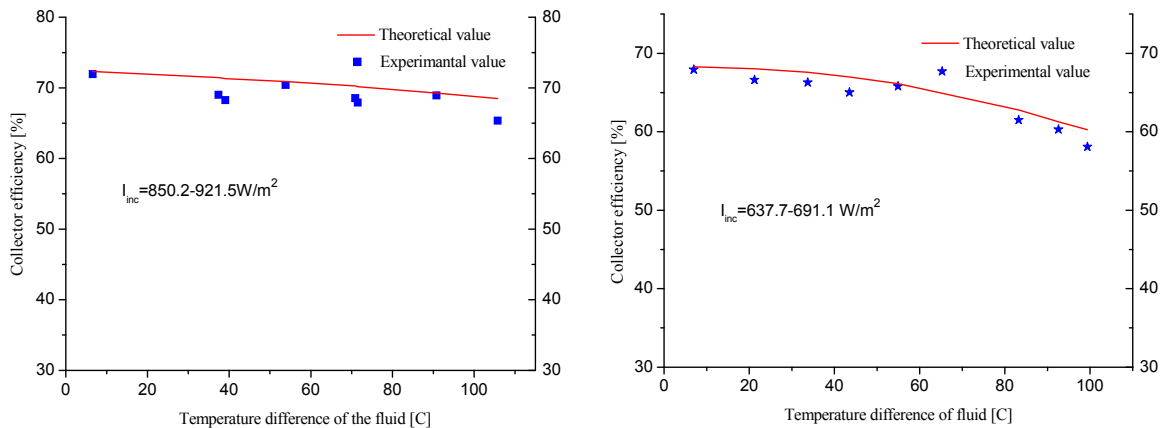 80
70
60
50
40
30
80
70
60
50
40
30
Theoretical value
Experimantal value
I_inc=850.2-921.5W/m²
Collector efficiency [%]
0 20 40 60 80 100
Temperature difference of the fluid [C]
70
60
50
40
30
70
60
50
40
30
Theoretical value
Experimental value
I_inc=637.7-691.1 W/m²
Collector efficiency [%]
0 20 40 60 80 100
Temperature difference of fluid [C]